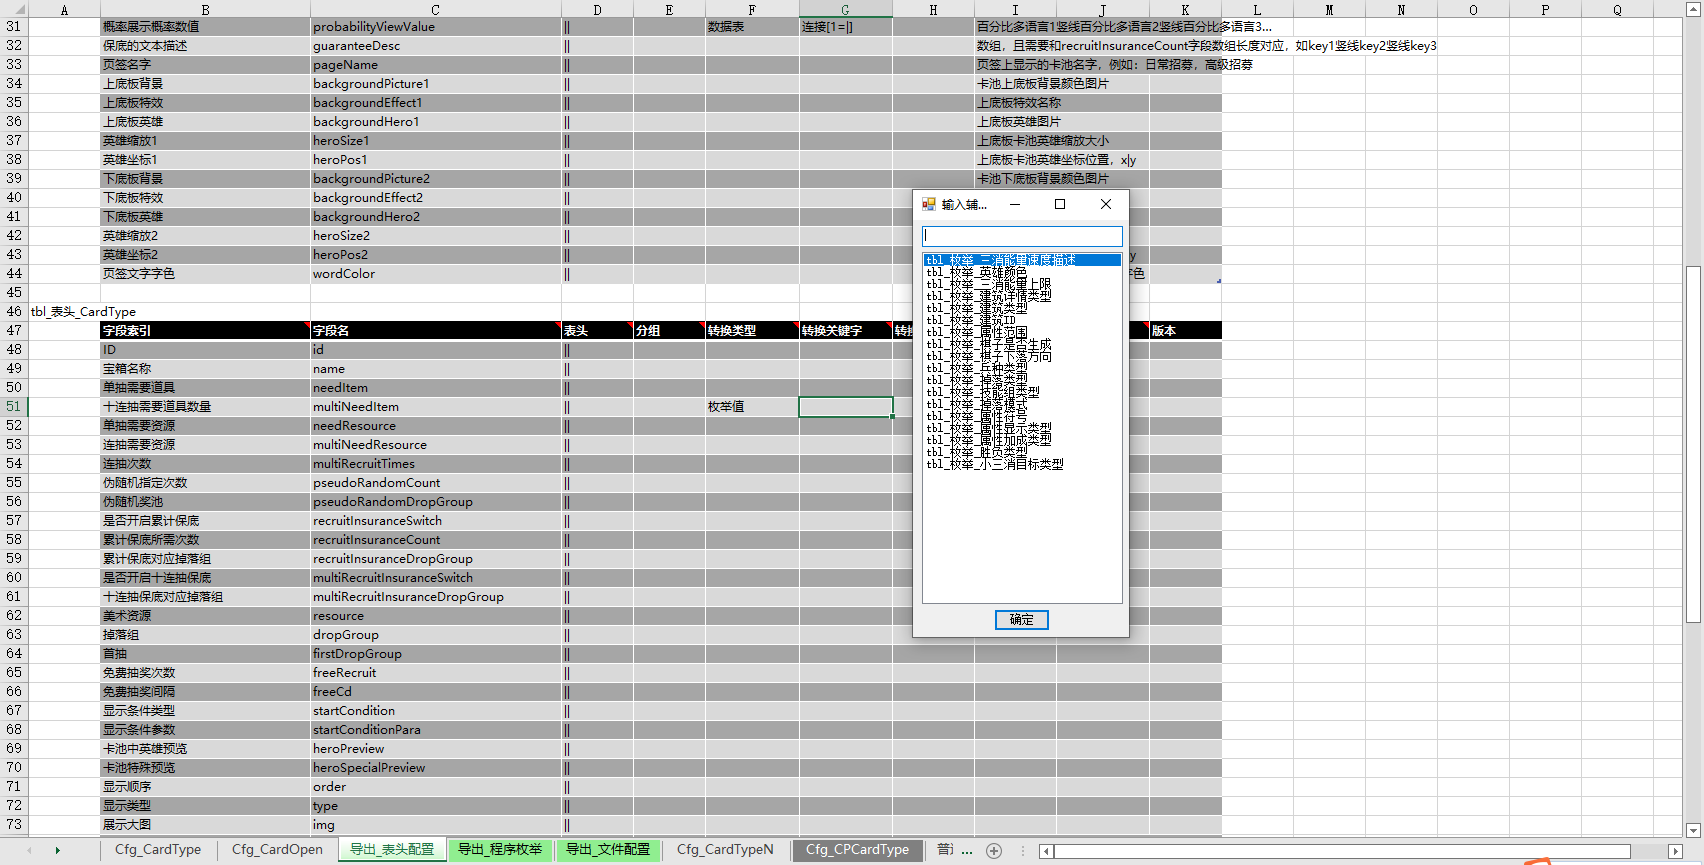 A B C D E F G H I J K L M N O P Q
31 概率展示概率数值 probabilityViewValue || 数据表 连接[1=|] 百分比多语言1竖线百分比多语言2竖线百分比多语言3...
32 保底的文本描述 guaranteeDesc || 数组，且需要和recruitInsuranceCount字段数组长度对应，如key1竖线key2竖线key3
33 页签名字 pageName || 页签上显示的卡池名字，例如：日常招募，高级招募
34 上底板背景 backgroundPicture1 || 卡池上底板背景颜色图片
35 上底板特效 backgroundEffect1 || 上底板特效名称
36 上底板英雄 backgroundHero1 || 上底板英雄图片
37 英雄缩放1 heroSize1 || 上底板卡池英雄缩放大小
38 英雄坐标1 heroPos1 || 上底板卡池英雄坐标位置，x|y
39 下底板背景 backgroundPicture2 || 卡池下底板背景颜色图片
40 下底板特效 backgroundEffect2 ||
41 下底板英雄 backgroundHero2 ||
42 英雄缩放2 heroSize2 ||
43 英雄坐标2 heroPos2 || y
44 页签文字字色 wordColor || 字色
45
46 tbl_表头_CardType
47 字段索引 字段名 表头 分组 转换类型 转换关键字 转换 版本
48 ID id ||
49 宝箱名称 name ||
50 单抽需要道具 needItem ||
51 十连抽需要道具数量 multiNeedItem || 枚举值
52 单抽需要资源 needResource ||
53 连抽需要资源 multiNeedResource ||
54 连抽次数 multiRecruitTimes ||
55 伪随机指定次数 pseudoRandomCount ||
56 伪随机奖池 pseudoRandomDropGroup ||
57 是否开启累计保底 recruitInsuranceSwitch ||
58 累计保底所需次数 recruitInsuranceCount ||
59 累计保底对应掉落组 recruitInsuranceDropGroup ||
60 是否开启十连抽保底 multiRecruitInsuranceSwitch ||
61 十连抽保底对应掉落组 multiRecruitInsuranceDropGroup ||
62 美术资源 resource ||
63 掉落组 dropGroup ||
64 首抽 firstDropGroup ||
65 免费抽奖次数 freeRecruit ||
66 免费抽奖间隔 freeCd ||
67 显示条件类型 startCondition ||
68 显示条件参数 startConditionPara ||
69 卡池中英雄预览 heroPreview ||
70 卡池特殊预览 heroSpecialPreview ||
71 显示顺序 order ||
72 显示类型 type ||
73 展示大图 img ||
输入辅...
tbl_枚举_三消能量速度描述
tbl_枚举_英雄颜色
tbl_枚举_三消能量上限
tbl_枚举_建筑详情类型
tbl_枚举_建筑类型
tbl_枚举_建筑ID
tbl_枚举_属性范围
tbl_枚举_棋子是否生成
tbl_枚举_棋子下落方向
tbl_枚举_兵种类型
tbl_枚举_掉落类型
tbl_枚举_技能组类型
tbl_枚举_掉落模式
tbl_枚举_属性符号
tbl_枚举_属性显示类型
tbl_枚举_属性加成类型
tbl_枚举_胜负类型
tbl_枚举_小三消目标类型
确定
Cfg_CardType Cfg_CardOpen 导出_表头配置 导出_程序枚举 导出_文件配置 Cfg_CardTypeN Cfg_CPCardType 普 ...